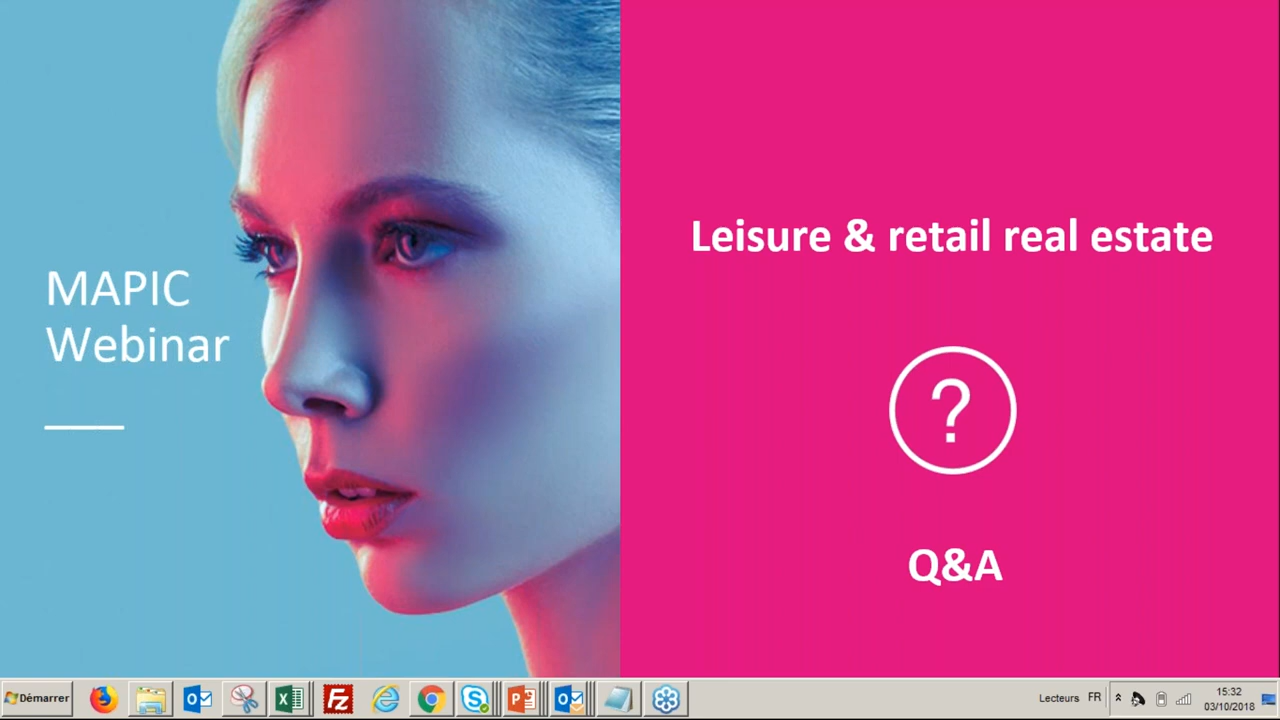 MAPIC
Webinar
Leisure & retail real estate
?
Q&A
Démarrer
Lecteurs
FR
15:32
03/10/2018